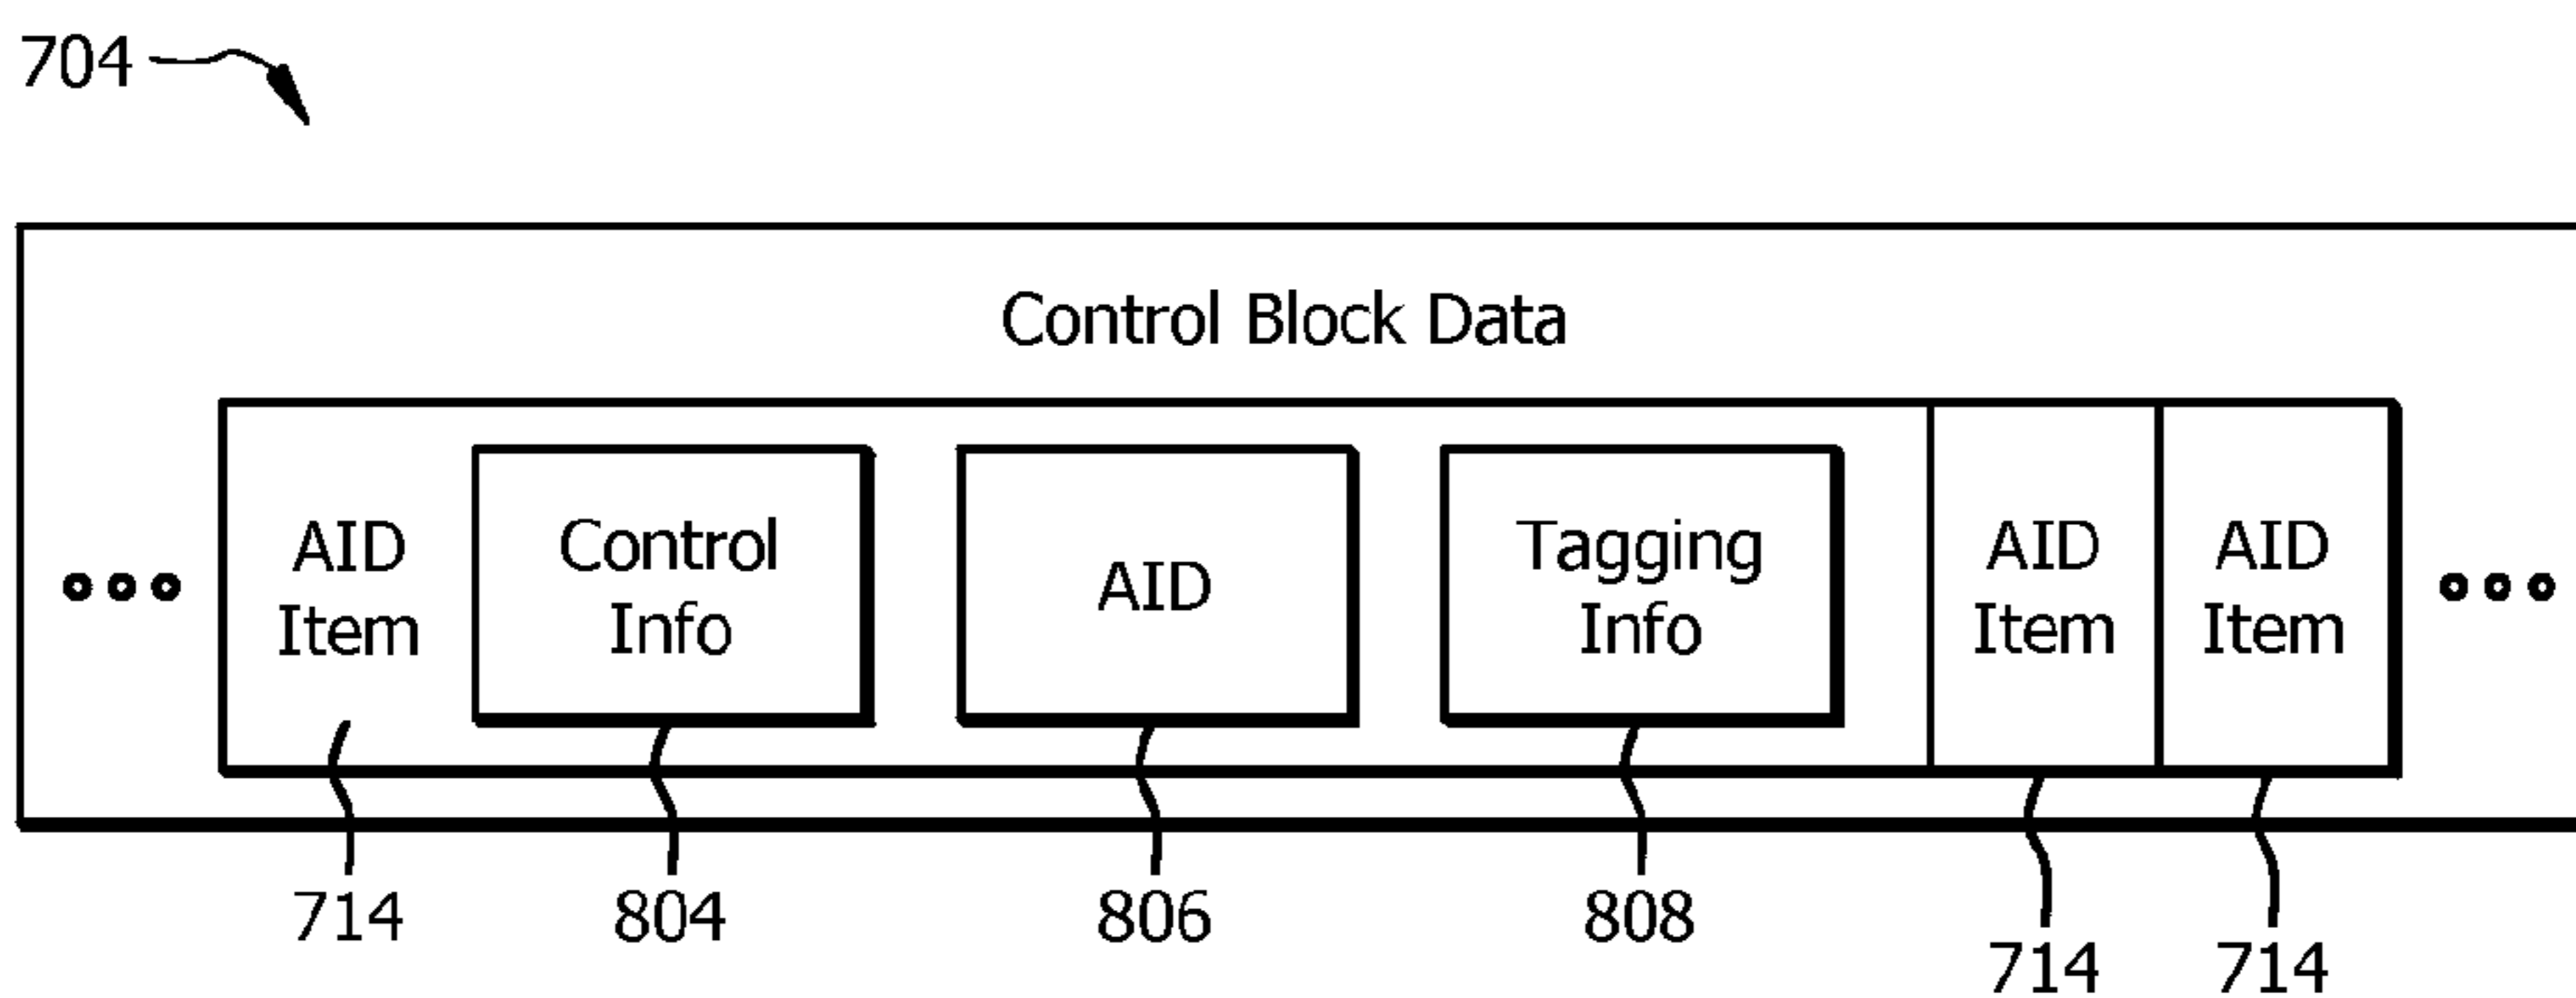 704
Control Block Data
AID
Item
Control
Info
AID
Tagging
Info
AID
Item
AID
Item
714
804
806
808
714
714